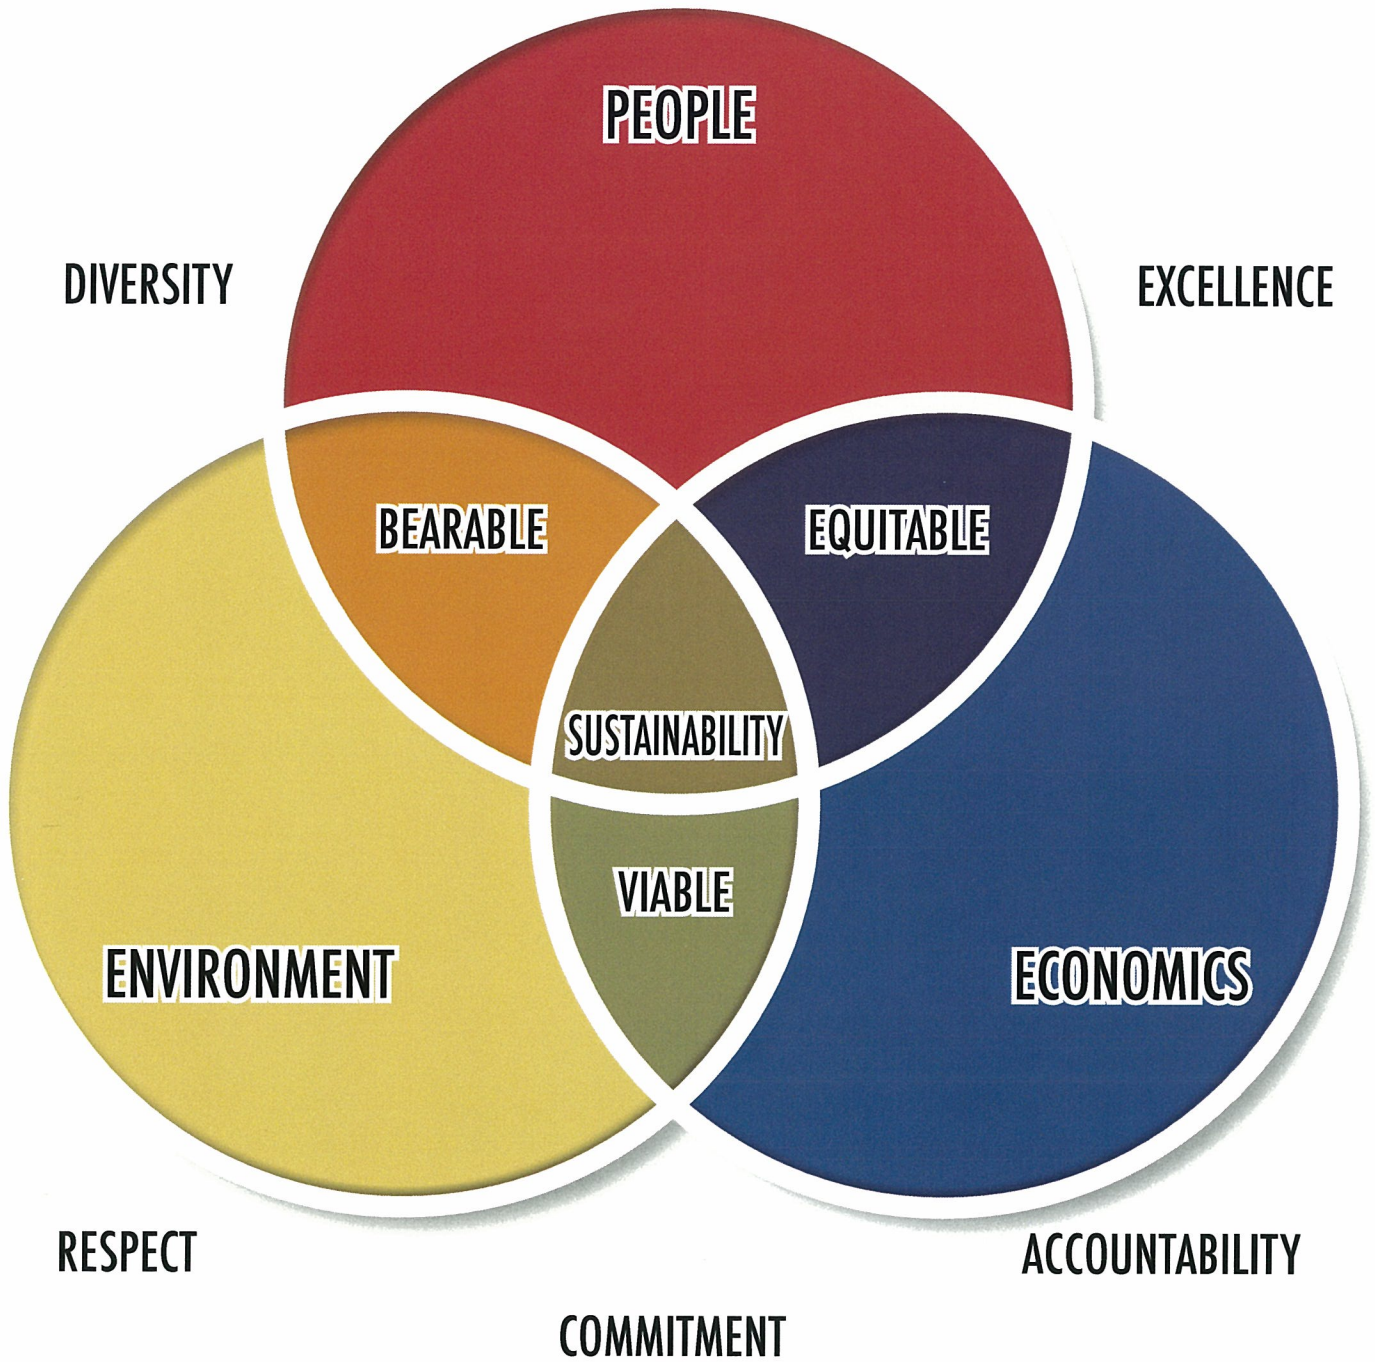 PEOPLE
DIVERSITY
EXCELLENCE
BEARABLE
EQUITABLE
SUSTAINABILITY
VIABLE
ENVIRONMENT
ECONOMICS
RESPECT
ACCOUNTABILITY
COMMITMENT